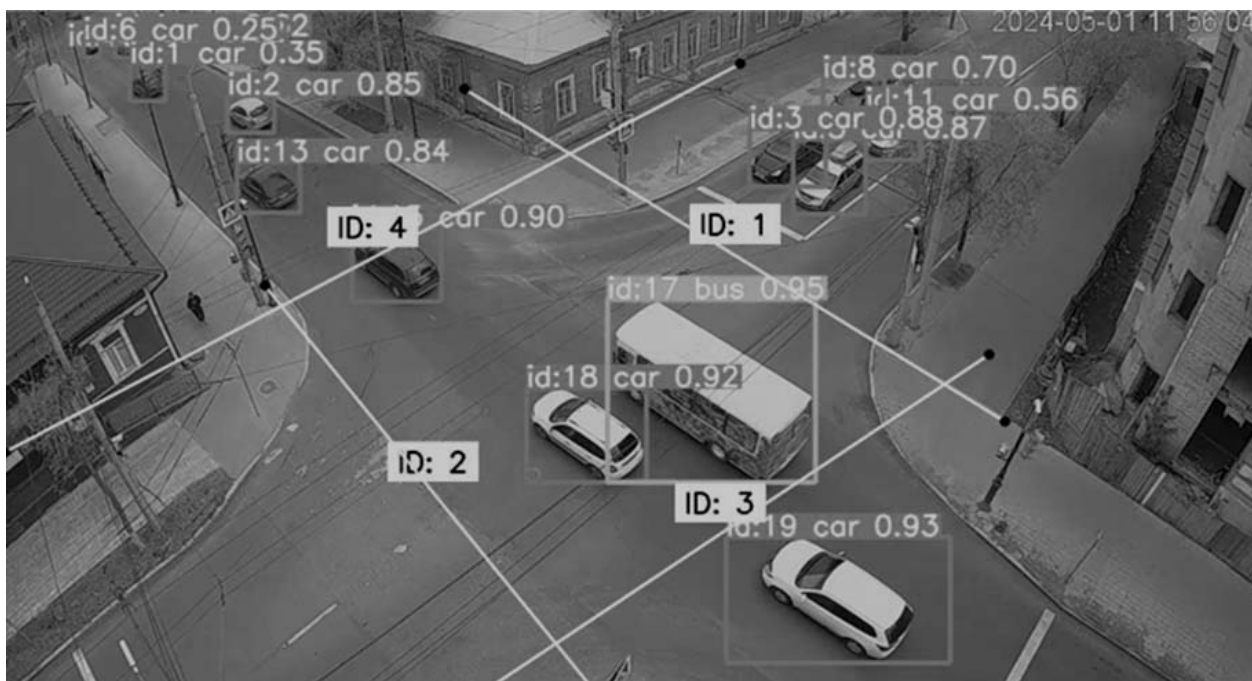 2024-05-01 11:56:04
id:6 car 0.25
id:1 car 0.35
id:2 car 0.85
id:8 car 0.70
id:11 car 0.56
id:3 car 0.88
0.87
id:13 car 0.84
car 0.90
ID: 4
ID: 1
id:17 bus 0.95
id:18 car 0.92
ID: 2
ID: 3
id:19 car 0.93